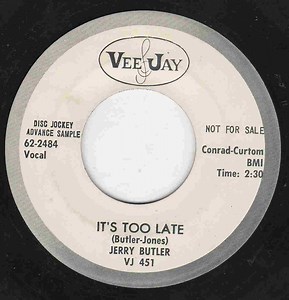 VEE JAY
DISC JOCKEY
ADVANCE SAMPLE
62-2484
Vocal
NOT FOR SALE
Conrad-Curtom
BMI
Time: 2:30
IT'S TOO LATE
(Butler-Jones)
JERRY BUTLER
VJ 451